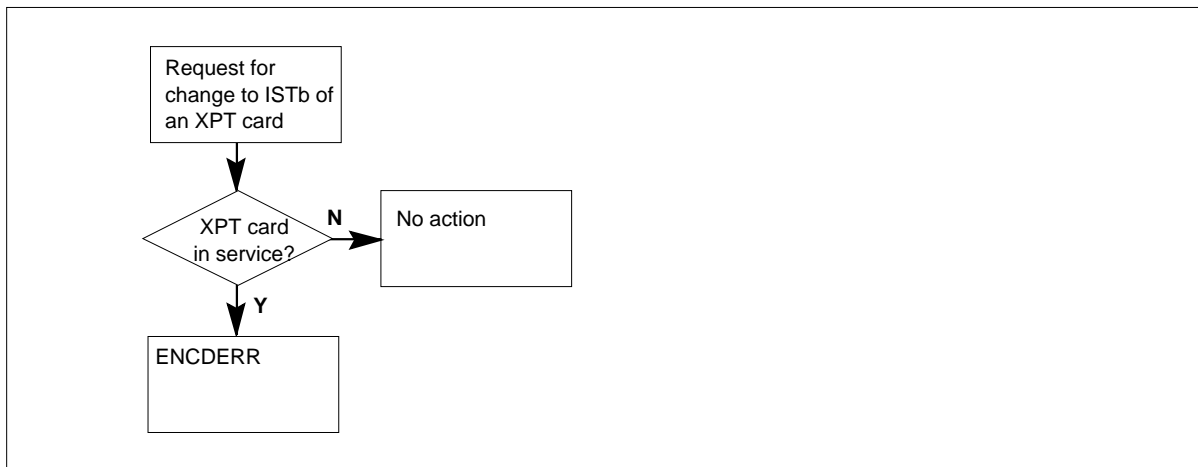 Request for
change to ISTb of
an XPT card
XPT card
in service?
N
No action
Y
ENCDERR